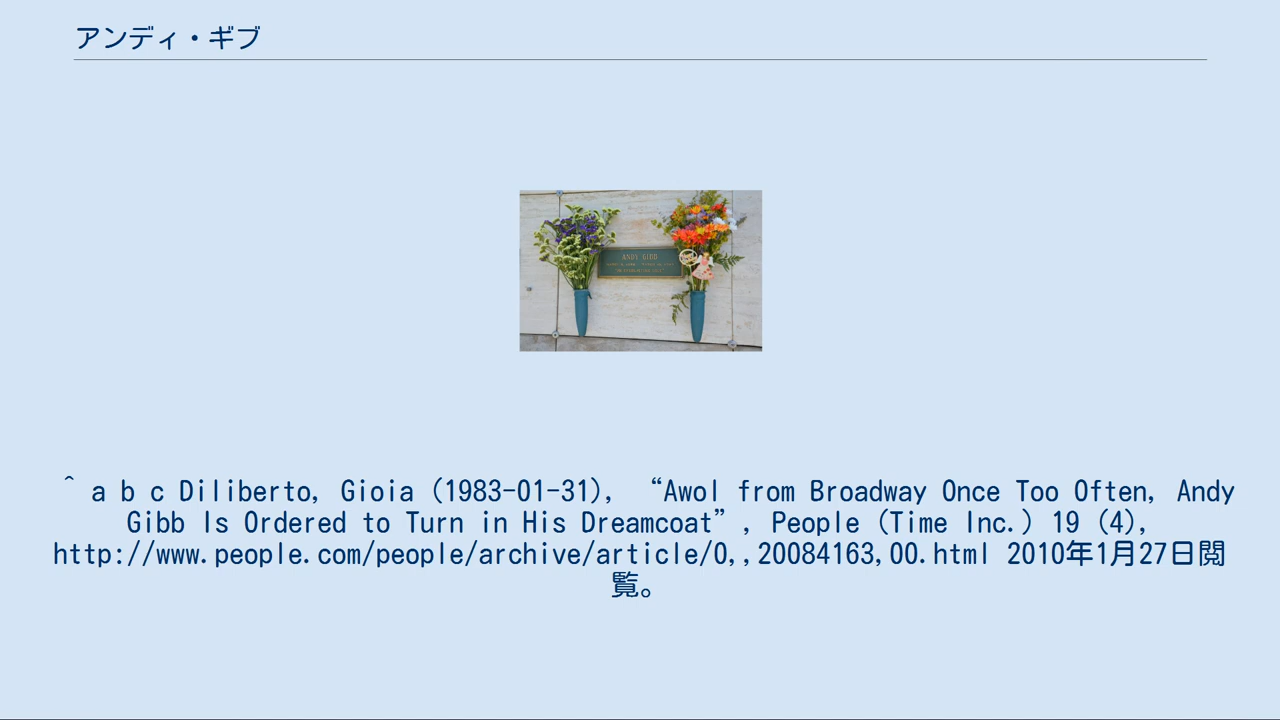 アンディ・ギブ
ANDY GIBB
^ a b c Diliberto, Gioia (1983-01-31), “Awol from Broadway Once Too Often, Andy
Gibb Is Ordered to Turn in His Dreamcoat”, People (Time Inc.) 19 (4),
http://www.people.com/people/archive/article/0,,20084163,00.html 2010年1月27日閲
覧。